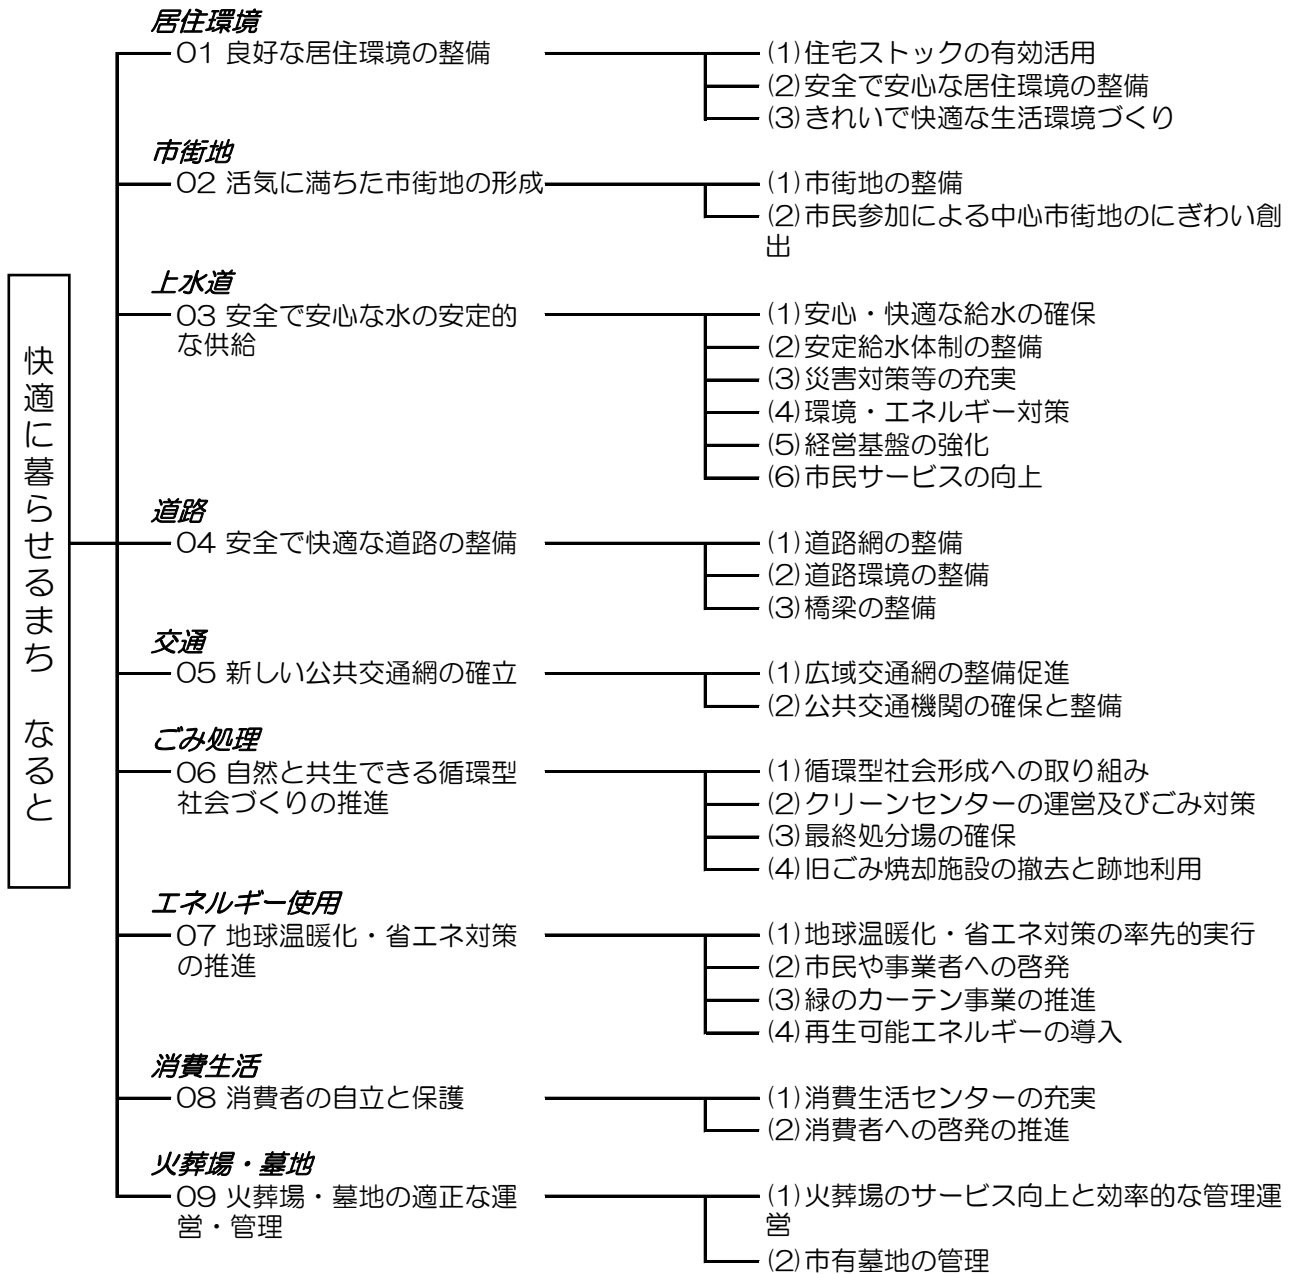 快適に暮らせるまち　なると
居住環境
01 良好な居住環境の整備
(1)住宅ストックの有効活用
(2)安全で安心な居住環境の整備
(3)きれいで快適な生活環境づくり
市街地
02 活気に満ちた市街地の形成
(1)市街地の整備
(2)市民参加による中心市街地のにぎわい創
出
上水道
03 安全で安心な水の安定的
な供給
(1)安心・快適な給水の確保
(2)安定給水体制の整備
(3)災害対策等の充実
(4)環境・エネルギー対策
(5)経営基盤の強化
(6)市民サービスの向上
道路
04 安全で快適な道路の整備
(1)道路網の整備
(2)道路環境の整備
(3)橋梁の整備
交通
05 新しい公共交通網の確立
(1)広域交通網の整備促進
(2)公共交通機関の確保と整備
ごみ処理
06 自然と共生できる循環型
社会づくりの推進
(1)循環型社会形成への取り組み
(2)クリーンセンターの運営及びごみ対策
(3)最終処分場の確保
(4)旧ごみ焼却施設の撤去と跡地利用
エネルギー使用
07 地球温暖化・省エネ対策
の推進
(1)地球温暖化・省エネ対策の率先的実行
(2)市民や事業者への啓発
(3)緑のカーテン事業の推進
(4)再生可能エネルギーの導入
消費生活
08 消費者の自立と保護
(1)消費生活センターの充実
(2)消費者への啓発の推進
火葬場・墓地
09 火葬場・墓地の適正な運
営・管理
(1)火葬場のサービス向上と効率的な管理運
営
(2)市有墓地の管理